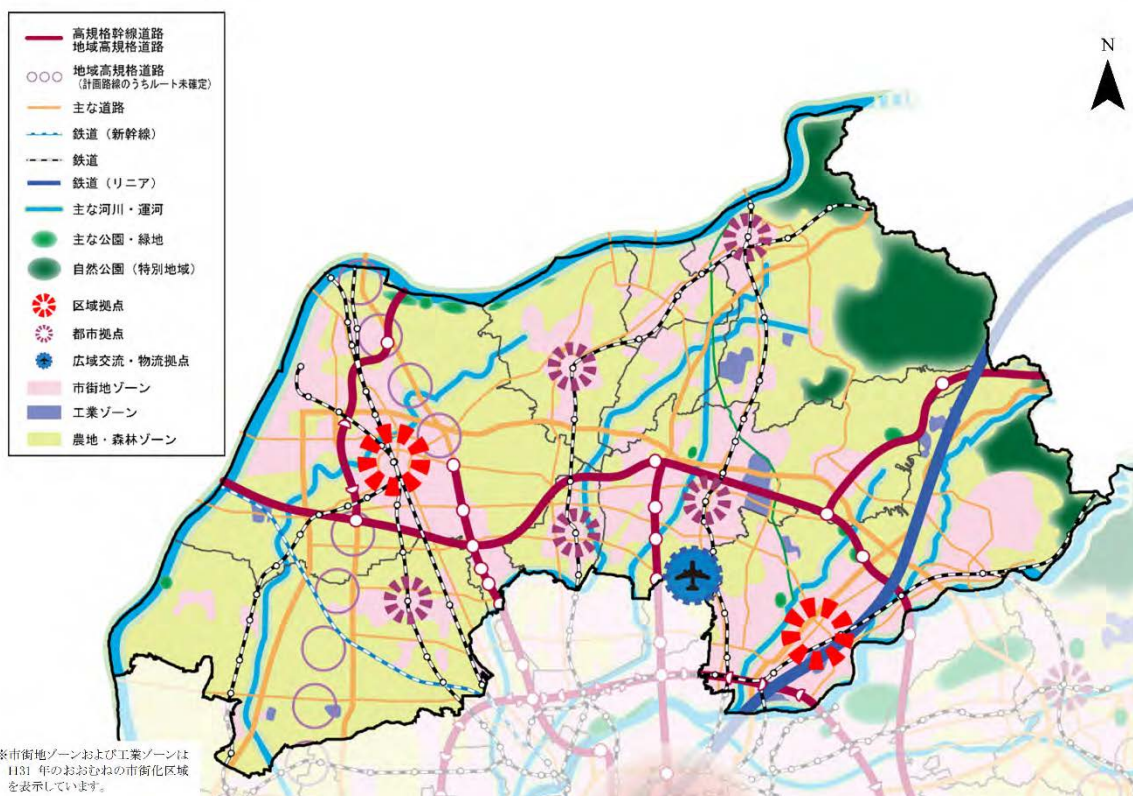 高規格幹線道路
地域高規格道路
地域高規格道路
(計画路線のうちルート未確定)
主な道路
鉄道(新幹線)
鉄道
鉄道(リニア)
主な河川・運河
主な公園・緑地
自然公園(特別地域)
区域拠点
都市拠点
広域交流・物流拠点
市街地ゾーン
工業ゾーン
農地・森林ゾーン
N
※市街地ゾーンおよび工業ゾーンは
H31 年のおおむねの市街化区域
を表示しています。